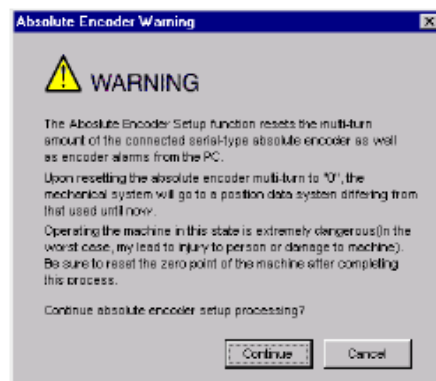 Absolute Encoder Warning
WARNING
The Aboslute Encoder Setup function resets the multi-turn
amount of the connected serial-type absolute encoder as well
as encoder alarms from the PC.
Upon resetting the absolute encoder multi-turn to "0", the
mechanical system will go to a position data system differing from
that used until now.
Operating the machine in this state is extremely dangerous(In the
worst case, my lead to injury to person or damage to machine).
Be sure to reset the zero point of the machine after completing
this process.
Continue absolute encoder setup processing?
Continue
Cancel